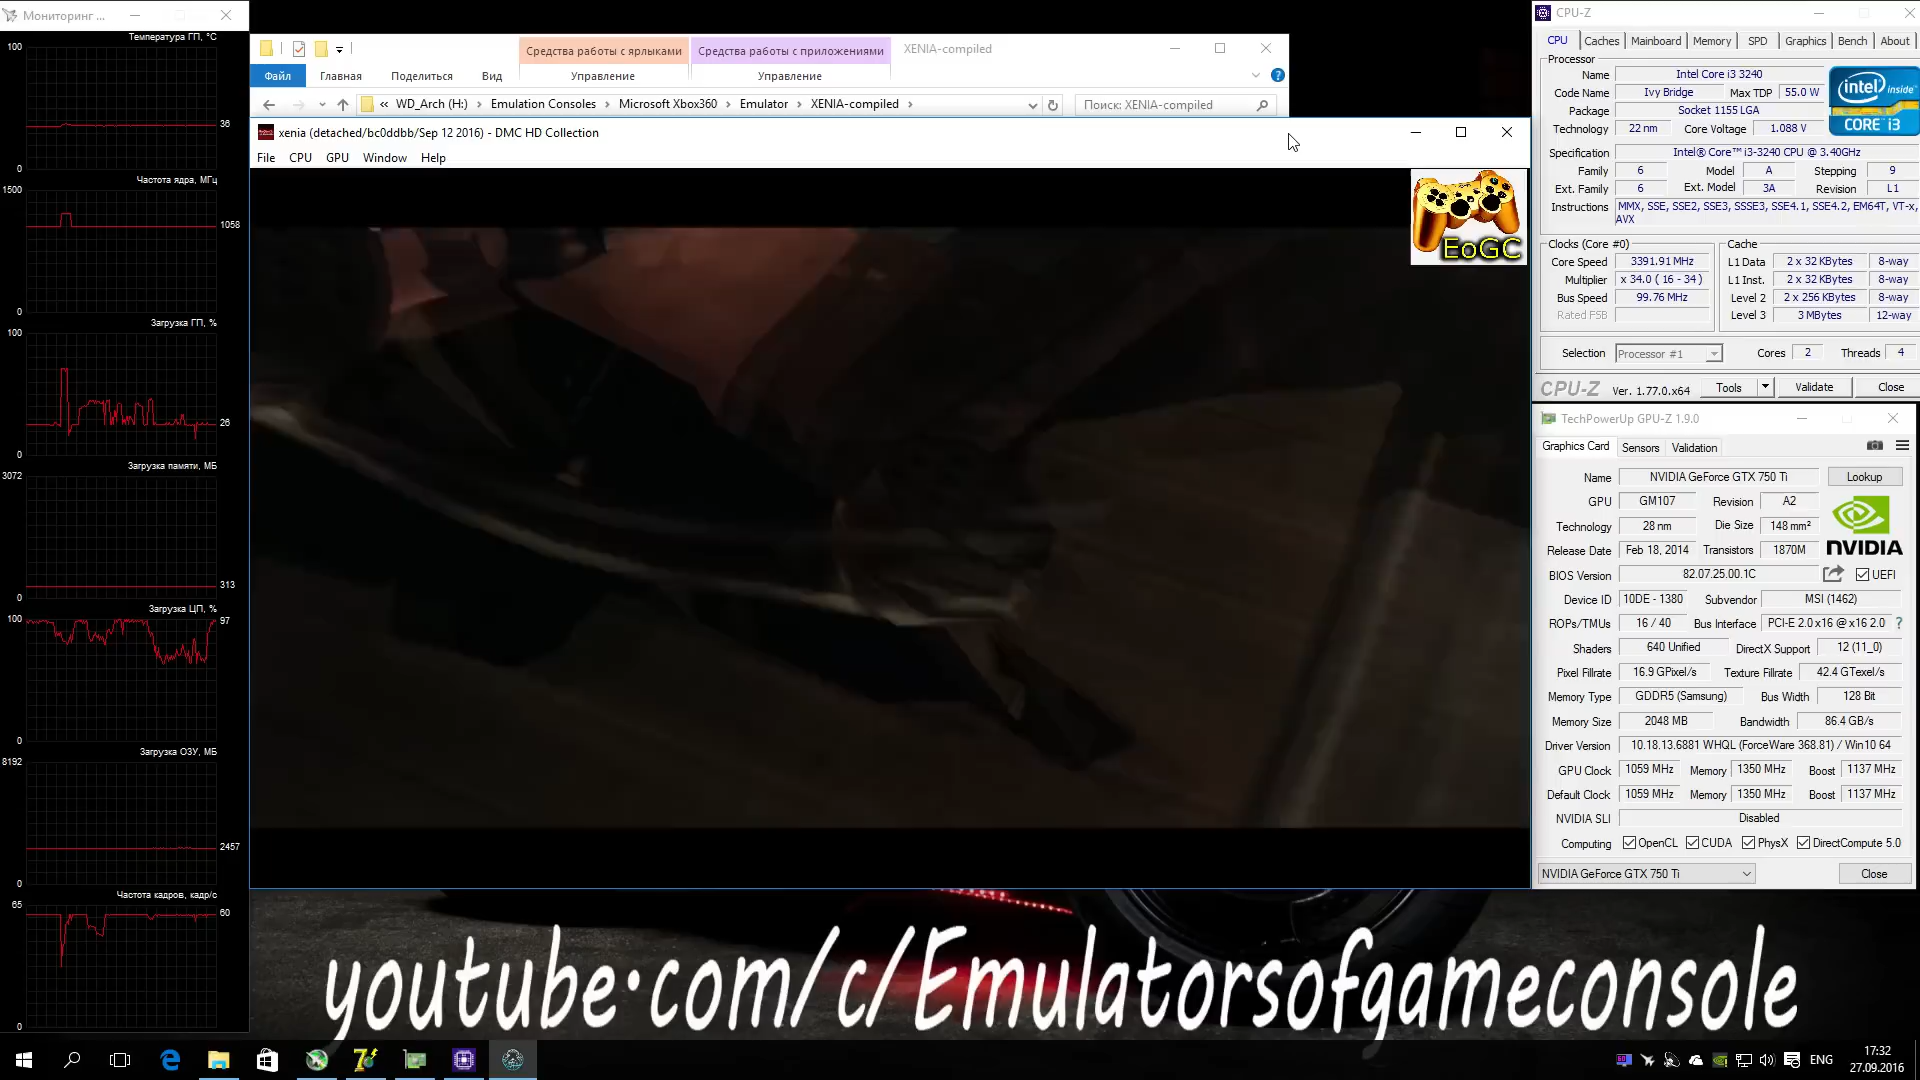 Мониторинг ...
Температура ГП, °C
100
36
0
Частота ядра, МГц
1500
1058
0
Загрузка ГП, %
100
26
0
Загрузка памяти, МБ
3072
313
0
Загрузка ЦП, %
100
97
0
Загрузка ОЗУ, МБ
8192
2457
0
Частота кадров, кадр/с
65
60
0
Средства работы с ярлыками
Средства работы с приложениями
XENIA-compiled
Файл
Главная
Поделиться
Вид
Управление
Управление
« WD_Arch (H:) › Emulation Consoles › Microsoft Xbox360 › Emulator › XENIA-compiled ›
Поиск: XENIA-compiled
xenia (detached/bc0ddbb/Sep 12 2016) - DMC HD Collection
File CPU GPU Window Help
EoGC
CPU-Z
CPU Caches Mainboard Memory SPD Graphics Bench About
Processor
Name Intel Core i3 3240
Code Name Ivy Bridge Max TDP 55.0 W
Package Socket 1155 LGA
Technology 22 nm Core Voltage 1.088 V
intel inside™
CORE i3
Specification Intel® Core™ i3-3240 CPU @ 3.40GHz
Family 6 Model A Stepping 9
Ext. Family 6 Ext. Model 3A Revision L1
Instructions MMX, SSE, SSE2, SSE3, SSSE3, SSE4.1, SSE4.2, EM64T, VT-x,
AVX
Clocks (Core #0)
Core Speed 3391.91 MHz
Multiplier x 34.0 ( 16 - 34 )
Bus Speed 99.76 MHz
Rated FSB
Cache
L1 Data 2 x 32 KBytes 8-way
L1 Inst. 2 x 32 KBytes 8-way
Level 2 2 x 256 KBytes 8-way
Level 3 3 MBytes 12-way
Selection Processor #1 Cores 2 Threads 4
CPU-Z Ver. 1.77.0.x64 Tools Validate Close
TechPowerUp GPU-Z 1.9.0
Graphics Card Sensors Validation
Name NVIDIA GeForce GTX 750 Ti Lookup
GPU GM107 Revision A2
Technology 28 nm Die Size 148 mm²
Release Date Feb 18, 2014 Transistors 1870M
NVIDIA
BIOS Version 82.07.25.00.1C UEFI
Device ID 10DE - 1380 Subvendor MSI (1462)
ROPs/TMUs 16 / 40 Bus Interface PCI-E 2.0 x16 @ x16 2.0 ?
Shaders 640 Unified DirectX Support 12 (11_0)
Pixel Fillrate 16.9 GPixel/s Texture Fillrate 42.4 GTexel/s
Memory Type GDDR5 (Samsung) Bus Width 128 Bit
Memory Size 2048 MB Bandwidth 86.4 GB/s
Driver Version 10.18.13.6881 WHQL (ForceWare 368.81) / Win10 64
GPU Clock 1059 MHz Memory 1350 MHz Boost 1137 MHz
Default Clock 1059 MHz Memory 1350 MHz Boost 1137 MHz
NVIDIA SLI Disabled
Computing OpenCL CUDA PhysX DirectCompute 5.0
NVIDIA GeForce GTX 750 Ti Close
youtube.com/c/Emulatorsofgameconsole
ENG
17:32
27.09.2016